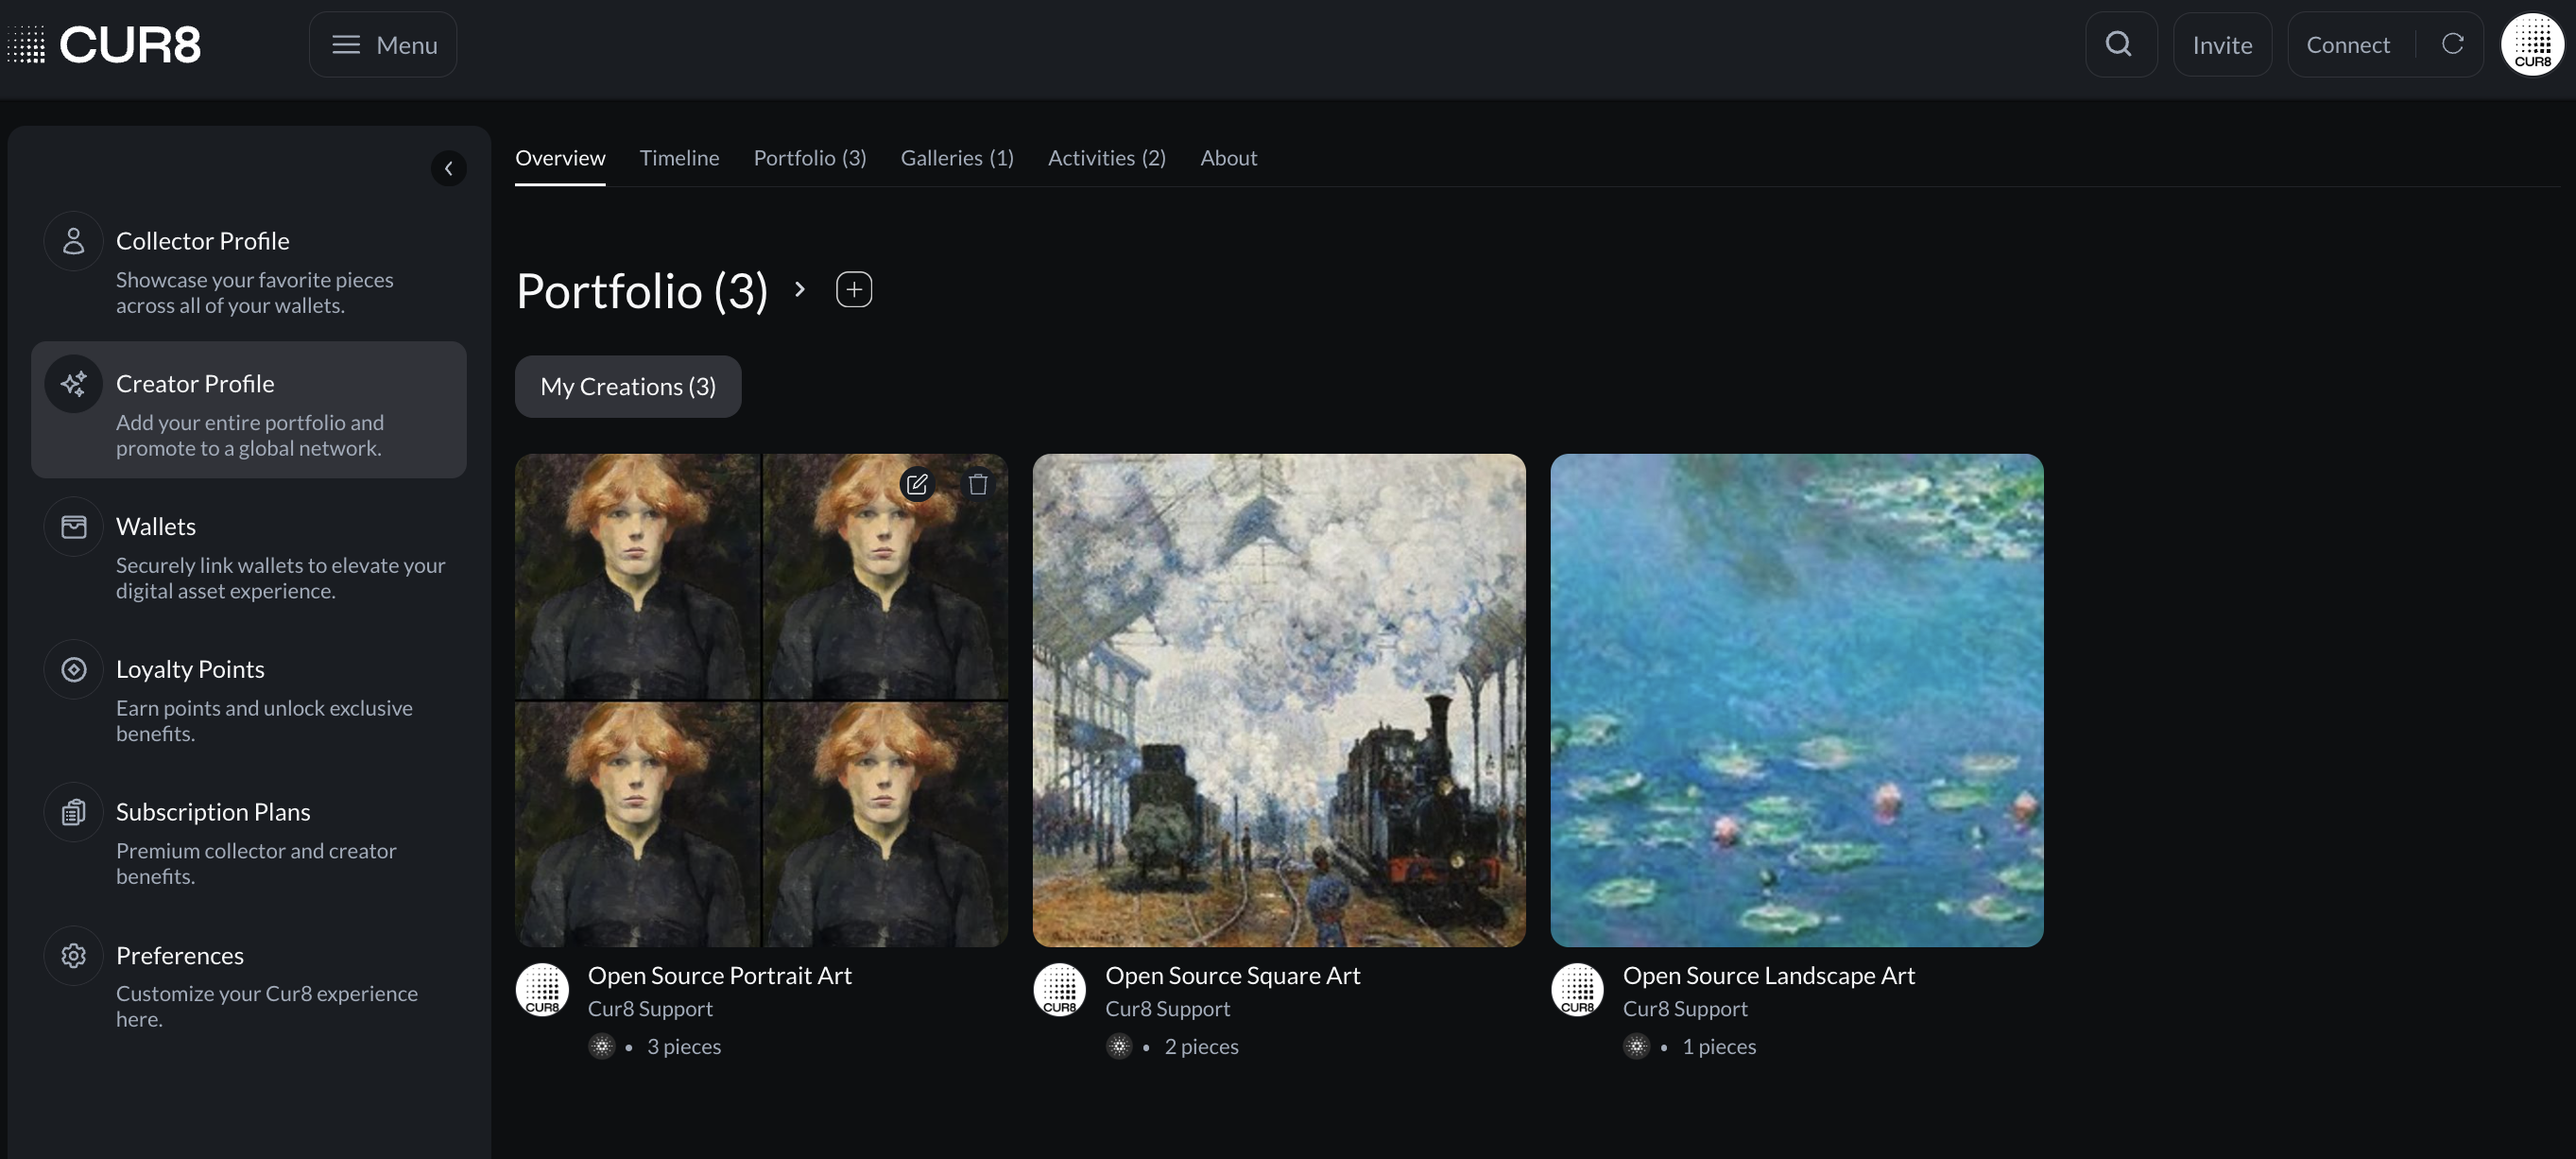 CUR8
Menu
Invite
Connect
CUR8
Overview
Timeline
Portfolio (3)
Galleries (1)
Activities (2)
About
Collector Profile
Showcase your favorite pieces
across all of your wallets.
Creator Profile
Add your entire portfolio and
promote to a global network.
Wallets
Securely link wallets to elevate your
digital asset experience.
Loyalty Points
Earn points and unlock exclusive
benefits.
Subscription Plans
Premium collector and creator
benefits.
Preferences
Customize your Cur8 experience
here.
Portfolio (3)
My Creations (3)
CUR8
Open Source Portrait Art
Cur8 Support
• 3 pieces
CUR8
Open Source Square Art
Cur8 Support
• 2 pieces
CUR8
Open Source Landscape Art
Cur8 Support
• 1 pieces